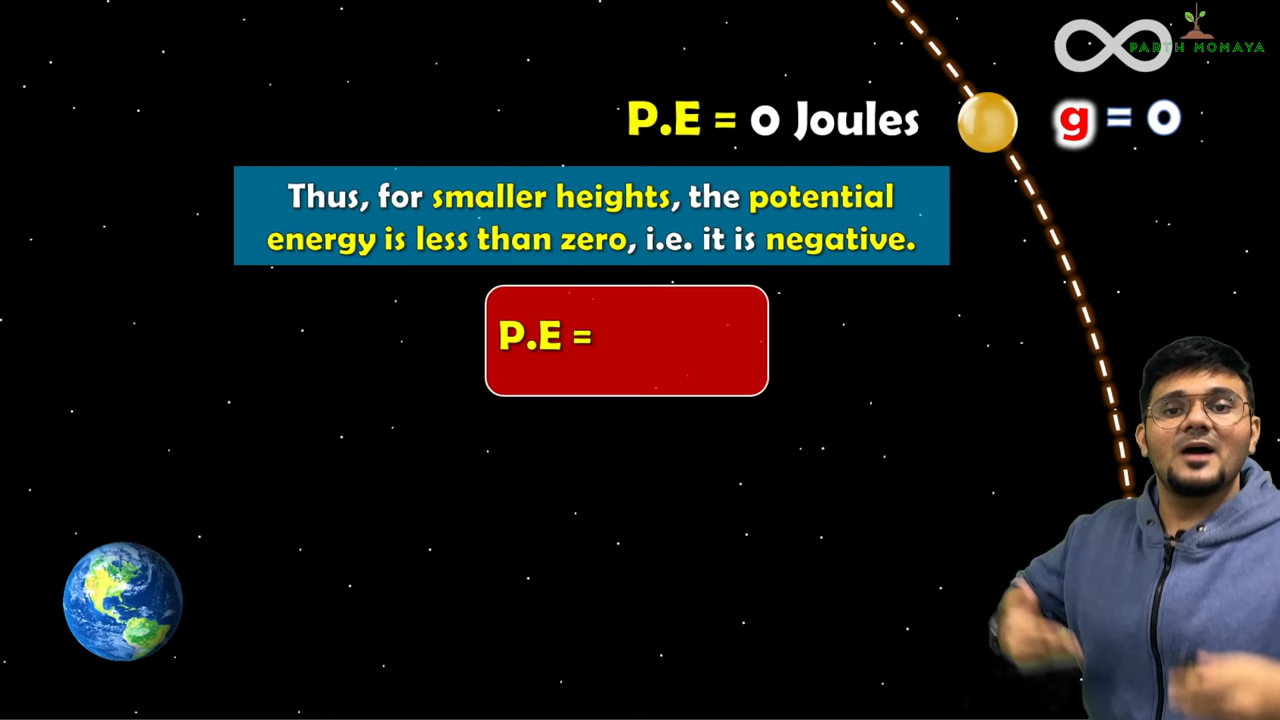 PARTH MOMAYA
P.E = 0 Joules
g = 0
Thus, for smaller heights, the potential
energy is less than zero, i.e. it is negative.
P.E =